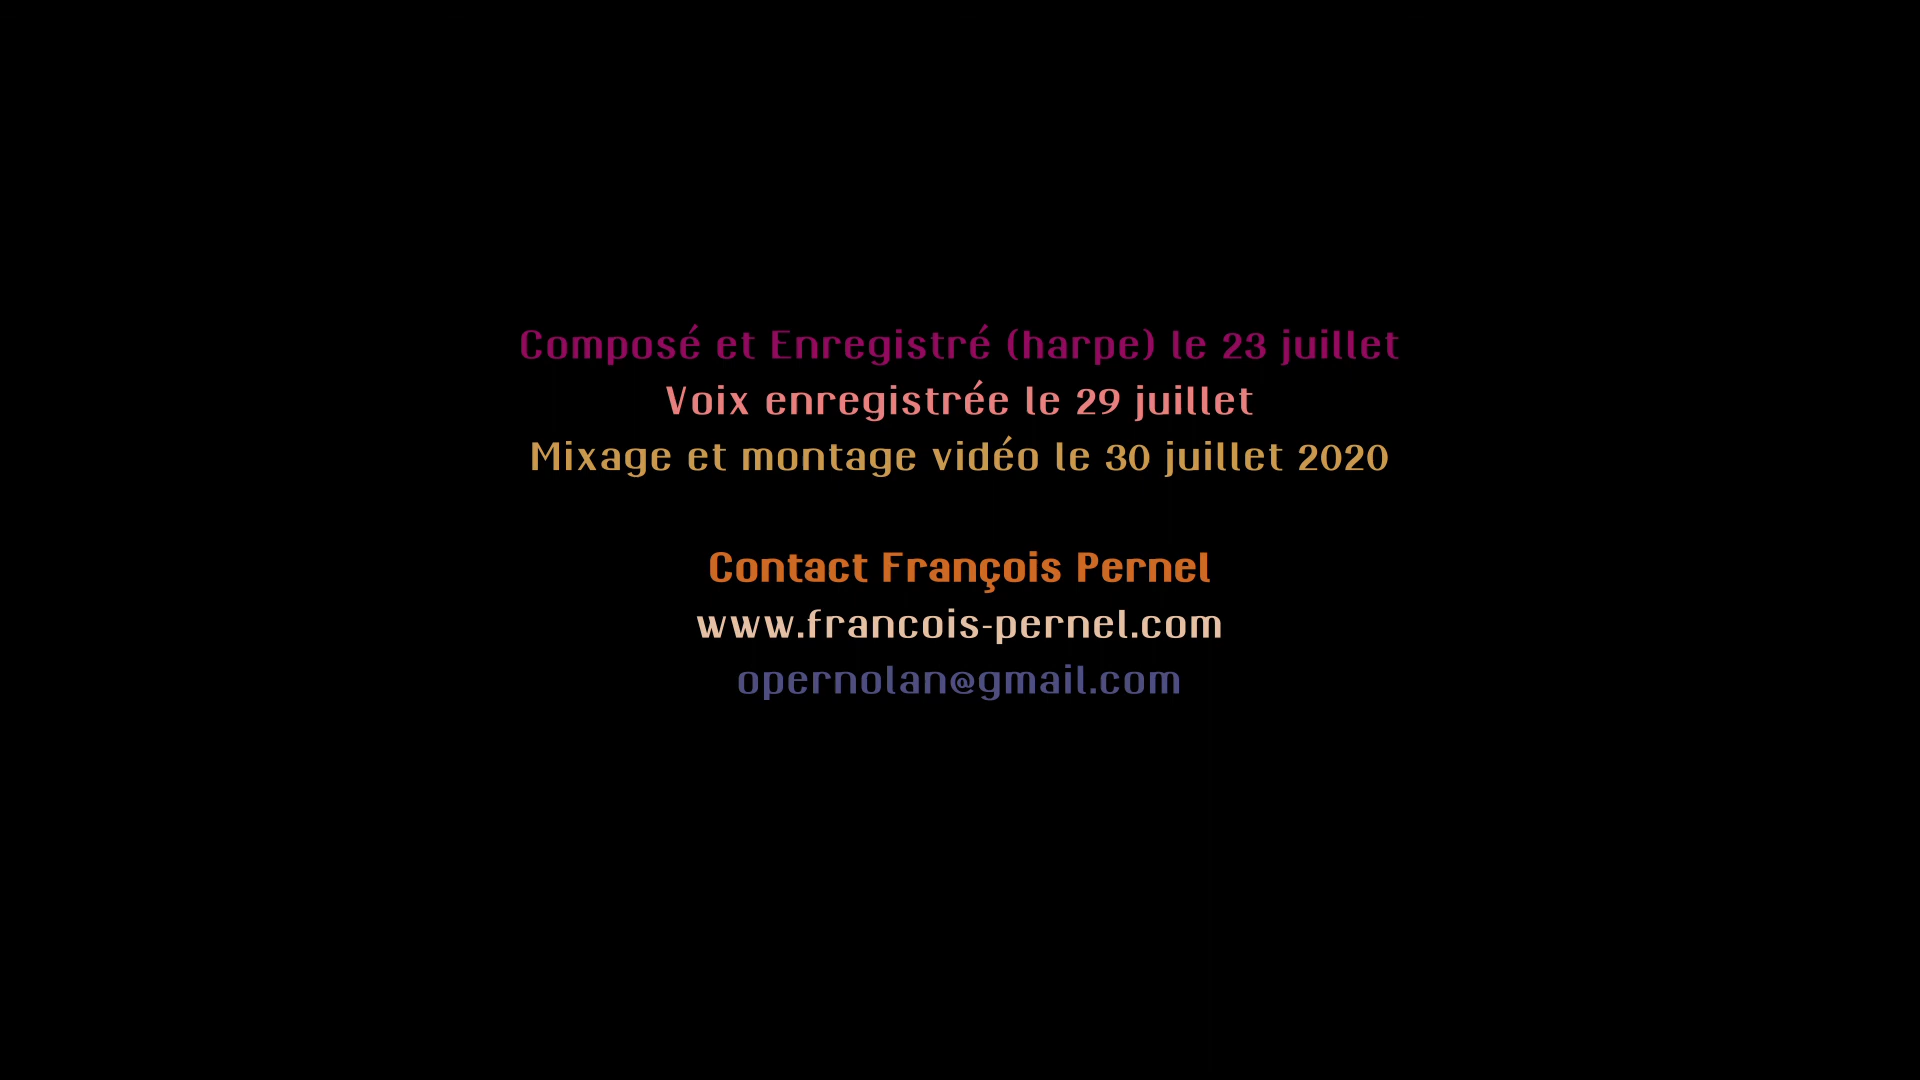 Composé et Enregistré (harpe) le 23 juillet
Voix enregistrée le 29 juillet
Mixage et montage vidéo le 30 juillet 2020
Contact François Pernel
www.francois-pernel.com
opernolan@gmail.com